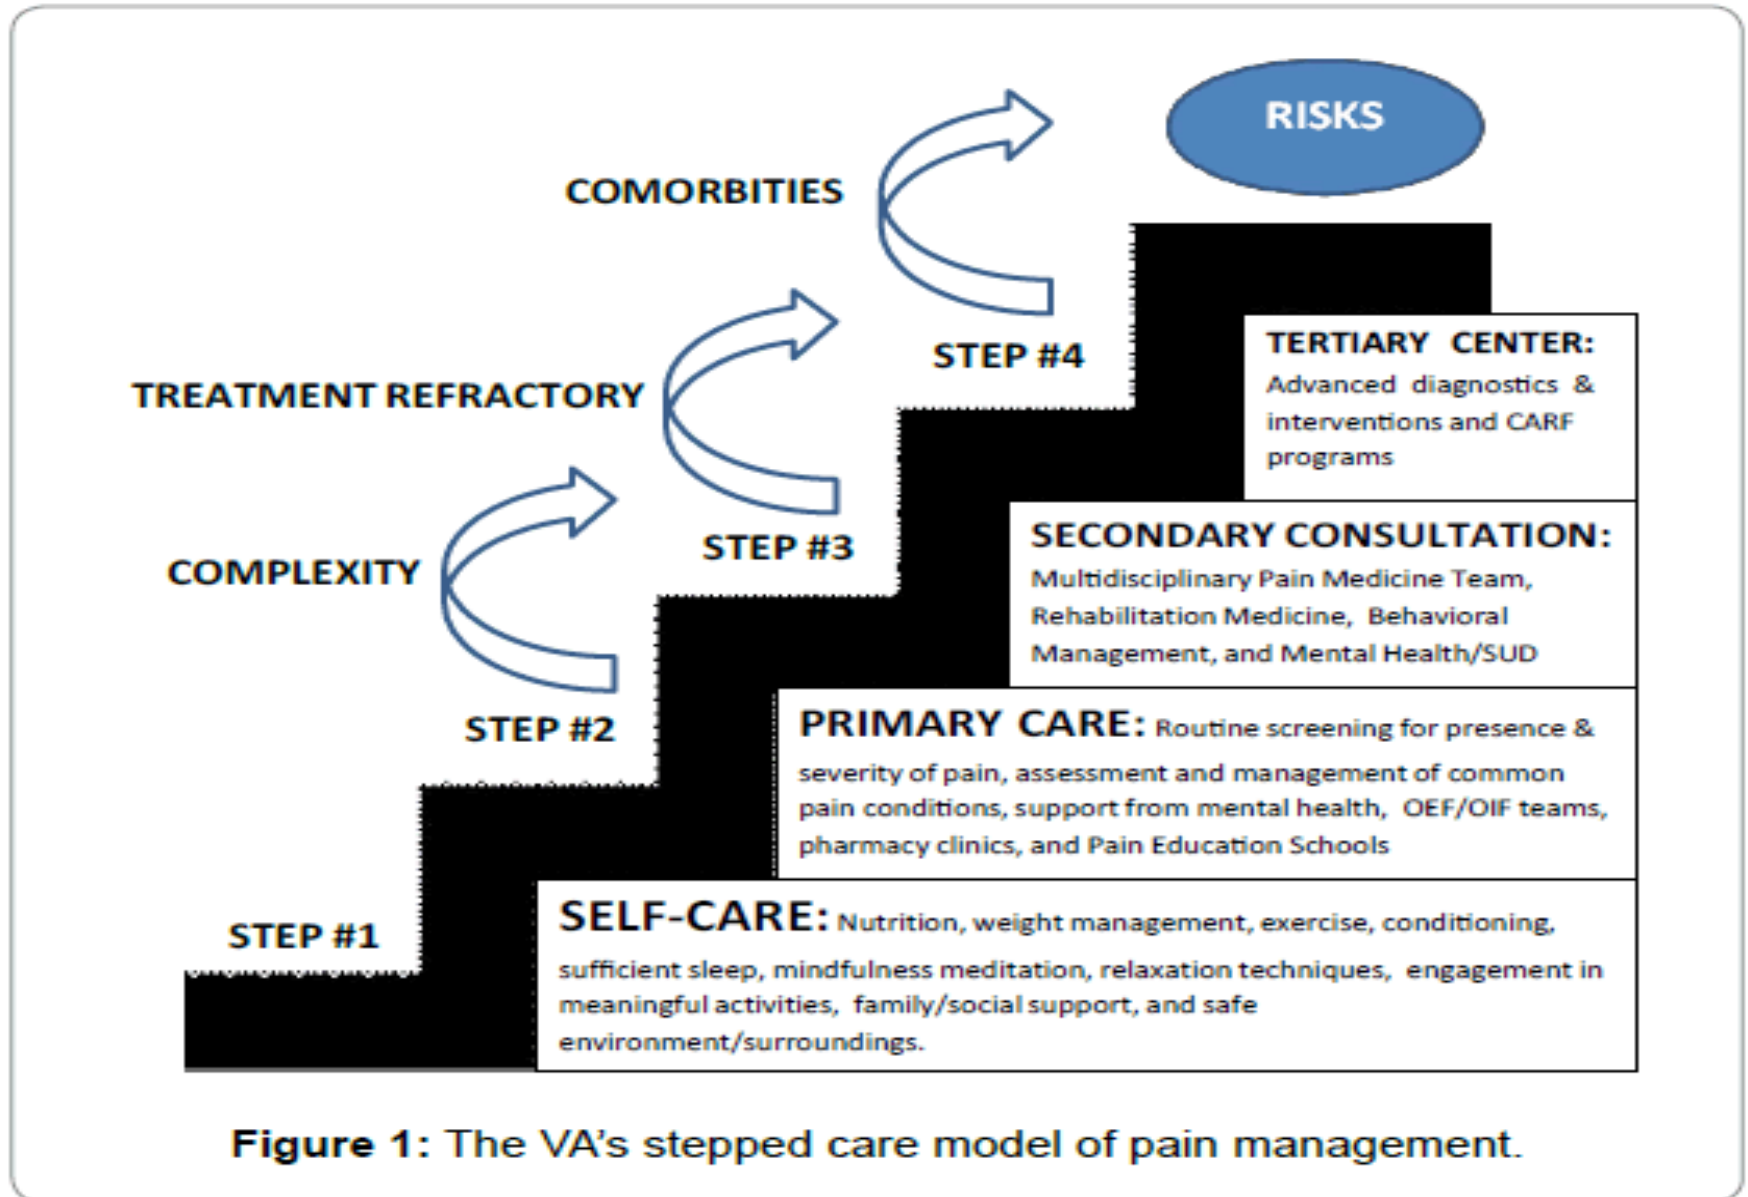 RISKS
COMORBITIES
STEP #4
TREATMENT REFRACTORY
STEP #3
COMPLEXITY
STEP #2
STEP #1
TERTIARY CENTER:
Advanced diagnostics &
interventions and CARF
programs
SECONDARY CONSULTATION:
Multidisciplinary Pain Medicine Team,
Rehabilitation Medicine, Behavioral
Management, and Mental Health/SUD
PRIMARY CARE: Routine screening for presence &
severity of pain, assessment and management of common
pain conditions, support from mental health, OEF/OIF teams,
pharmacy clinics, and Pain Education Schools
SELF-CARE: Nutrition, weight management, exercise, conditioning,
sufficient sleep, mindfulness meditation, relaxation techniques, engagement in
meaningful activities, family/social support, and safe
environment/surroundings.
Figure 1: The VA's stepped care model of pain management.